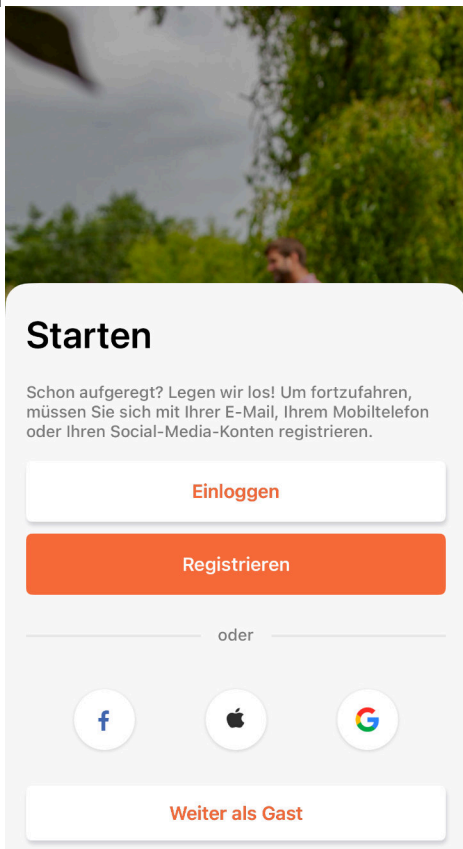 Starten
Schon aufgeregt? Legen wir los! Um fortzufahren,
müssen Sie sich mit Ihrer E-Mail, Ihrem Mobiltelefon
oder Ihren Social-Media-Konten registrieren.
Einloggen
Registrieren
oder
Weiter als Gast